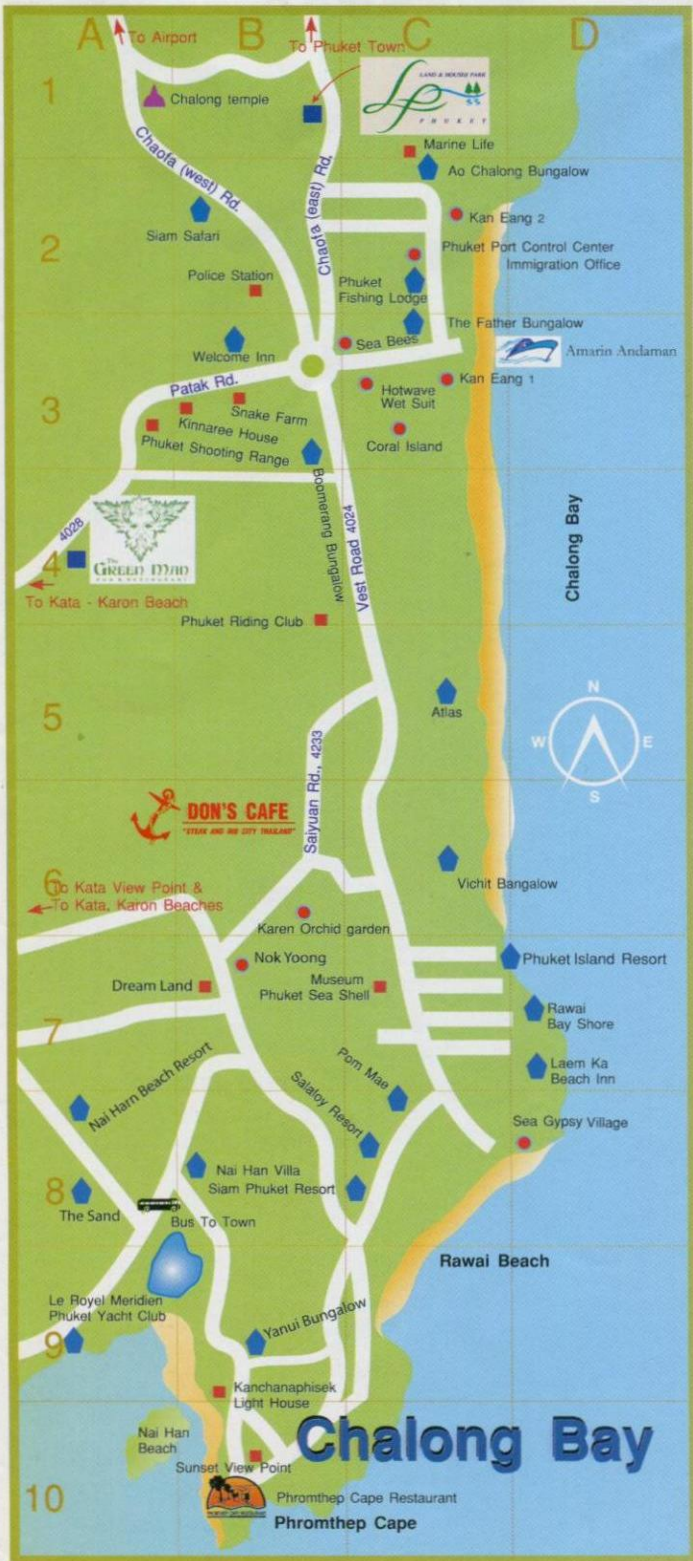 A B C D
To Airport
To Phuket Town
1
Chalong temple
LAND & HOUSES PARK
LP
PHUKET
Marine Life
Ao Chalong Bungalow
Chaofa (west) Rd.
Chaofa (east) Rd.
2
Siam Safari
Kan Eang 2
Phuket Port Control Center
Immigration Office
Police Station
Phuket
Fishing Lodge
The Father Bungalow
Sea Bees
Welcome Inn
Amarin Andaman
Patak Rd.
3
Hotwave
Wet Suit
Kan Eang 1
Snake Farm
Kinnaree House
Phuket Shooting Range
Coral Island
Boomerang Bungalow
Vest Road 4024
4028
4
The
GREEN MAN
PUB & RESTAURANT
Chalong Bay
To Kata - Karon Beach
Phuket Riding Club
5
Atlas
N
W E
S
Saiyuan Rd., 4233
DON'S CAFE
"STEAK AND RIB CITY THAILAND"
6
Vichit Bangalow
To Kata View Point &
To Kata, Karon Beaches
Karen Orchid garden
Nok Yoong
Phuket Island Resort
Dream Land
Museum
Phuket Sea Shell
7
Rawai
Bay Shore
Laem Ka
Beach Inn
Nai Harn Beach Resort
Pom Mae
Salaloy Resort
Sea Gypsy Village
8
Nai Han Villa
Siam Phuket Resort
The Sand
Bus To Town
Rawai Beach
Le Royel Meridien
Phuket Yacht Club
9
Yanui Bungalow
Kanchanaphisek
Light House
Nai Han
Beach
Chalong Bay
Sunset View Point
10
PROMTHEP CAPE RESTAURANT
Phromthep Cape Restaurant
Phromthep Cape